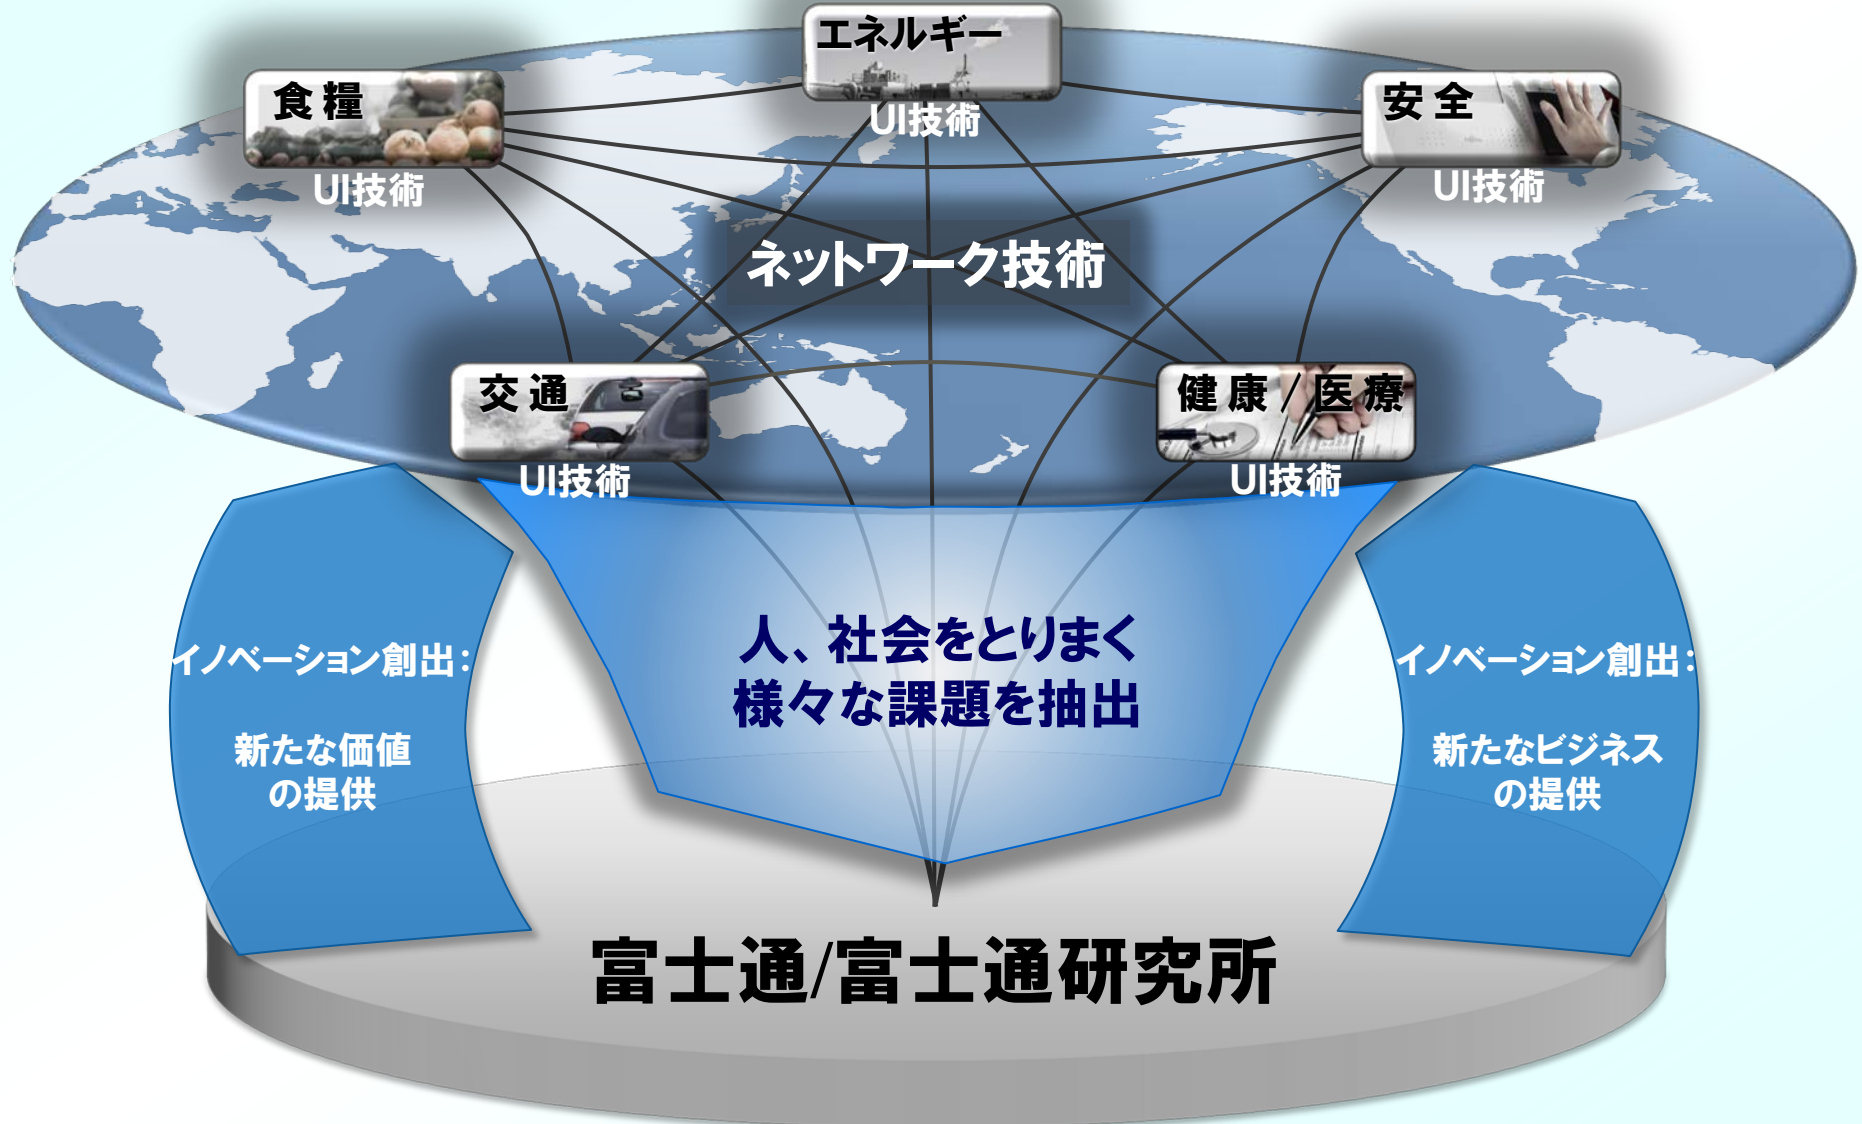 エネルギー
UI技術
食糧
UI技術
安全
UI技術
ネットワーク技術
交通
UI技術
健康/医療
UI技術
人、社会をとりまく
様々な課題を抽出
イノベーション創出:
新たな価値
の提供
イノベーション創出:
新たなビジネス
の提供
富士通/富士通研究所